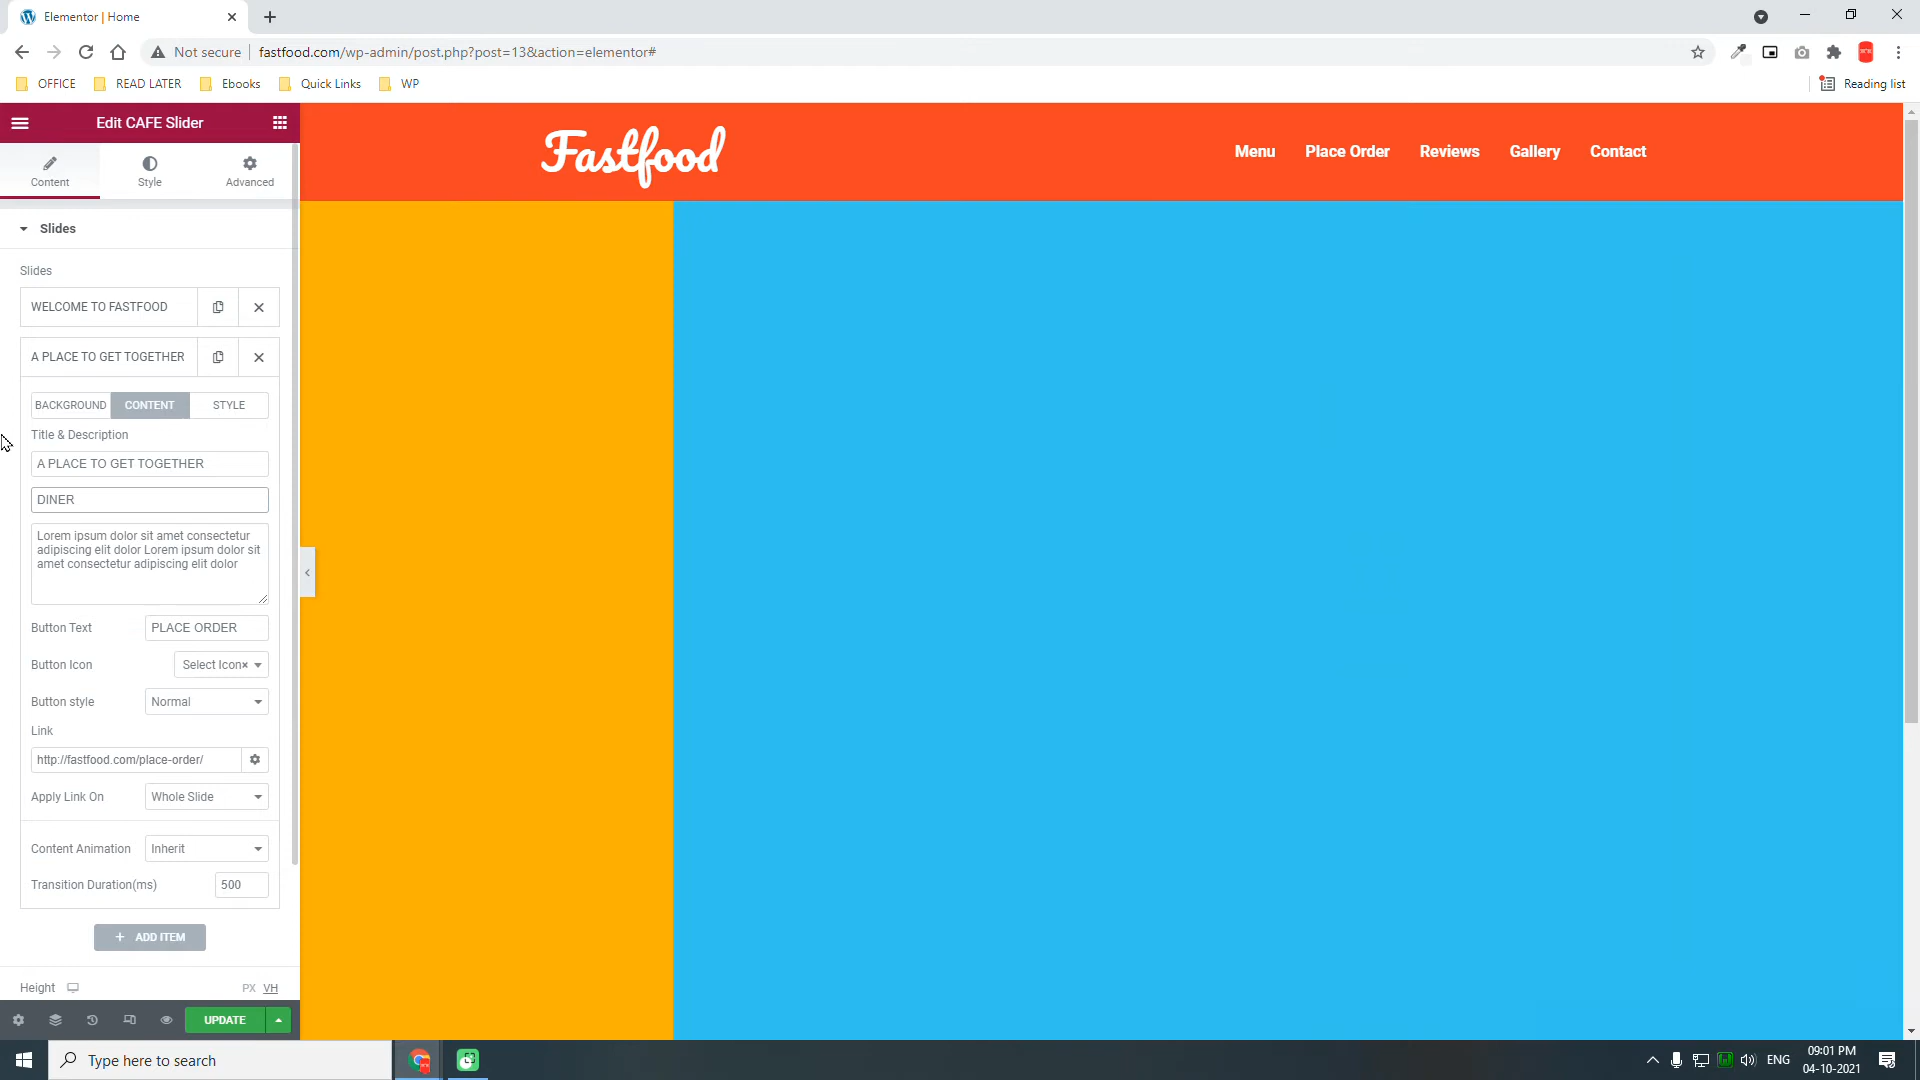 Elementor | Home
Not secure
fastfood.com/wp-admin/post.php?post=13&action=elementor#
OFFICE
READ LATER
Ebooks
Quick Links
WP
Reading list
Edit CAFE Slider
Content
Style
Advanced
Fastfood
Menu
Place Order
Reviews
Gallery
Contact
Slides
Slides
WELCOME TO FASTFOOD
A PLACE TO GET TOGETHER
BACKGROUND
CONTENT
STYLE
Title & Description
A PLACE TO GET TOGETHER
DINER
Lorem ipsum dolor sit amet consectetur
adipiscing elit dolor Lorem ipsum dolor sit
amet consectetur adipiscing elit dolor
Button Text
PLACE ORDER
Button Icon
Select Icon×
Button style
Normal
Link
http://fastfood.com/place-order/
Apply Link On
Whole Slide
Content Animation
Inherit
Transition Duration(ms)
500
+ ADD ITEM
Height
PX
VH
UPDATE
Type here to search
ENG
09:01 PM
04-10-2021